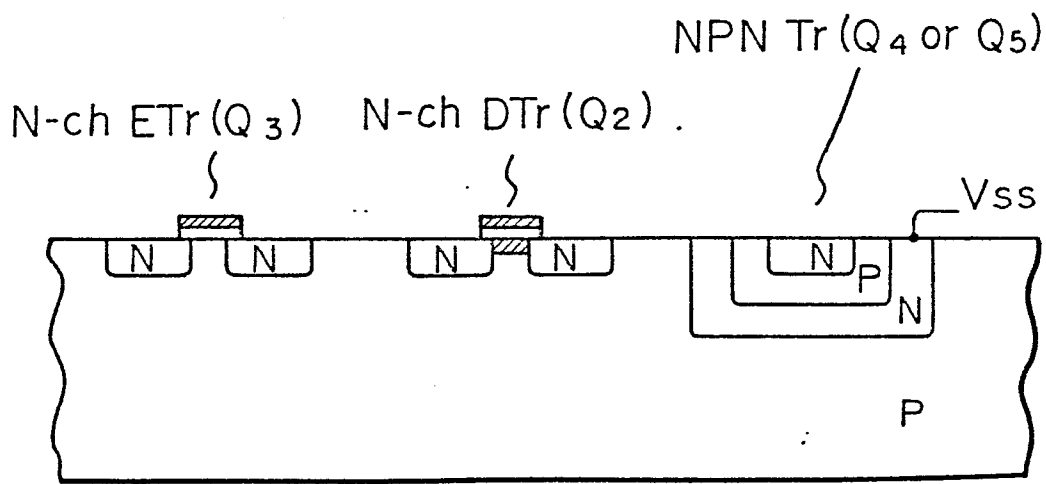 NPN Tr(Q4 or Q5)
N-ch ETr(Q3)
N-ch DTr(Q2)
Vss
N
N
N
N
N
P
N
P